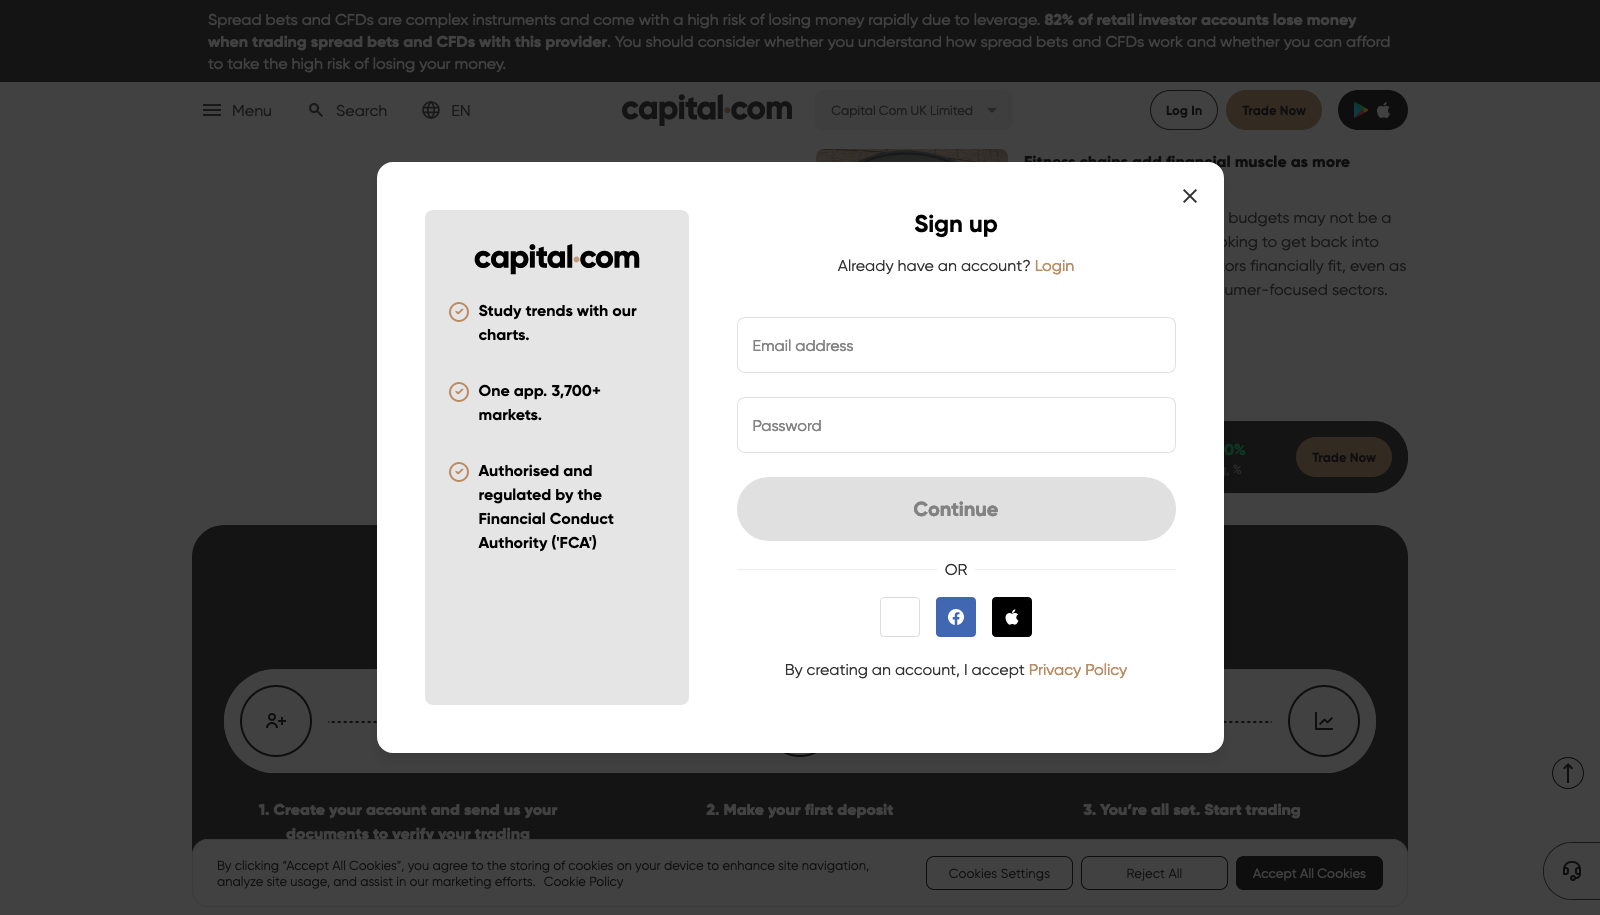 Spread bets and CFDs are complex instruments and come with a high risk of losing money rapidly due to leverage. 82% of retail investor accounts lose money
when trading spread bets and CFDs with this provider. You should consider whether you understand how spread bets and CFDs work and whether you can afford
to take the high risk of losing your money.
Menu Search EN capital.com Capital Com UK Limited Log In Trade Now
Fitness chains add financial muscle as more
budgets may not be a
get back into
financially fit, even as
sectors.
Sign up
Already have an account? Login
Email address
Password
Continue
OR
By creating an account, I accept Privacy Policy
capital.com
Study trends with our
charts.
One app. 3,700+
markets.
Authorised and
regulated by the
Financial Conduct
Authority ('FCA')
Trade Now
1. Create your account and send us your
documents to verify your trading
2. Make your first deposit
3. You're all set. Start trading
By clicking "Accept All Cookies", you agree to the storing of cookies on your device to enhance site navigation,
analyze site usage, and assist in our marketing efforts. Cookie Policy
Cookies Settings
Reject All
Accept All Cookies